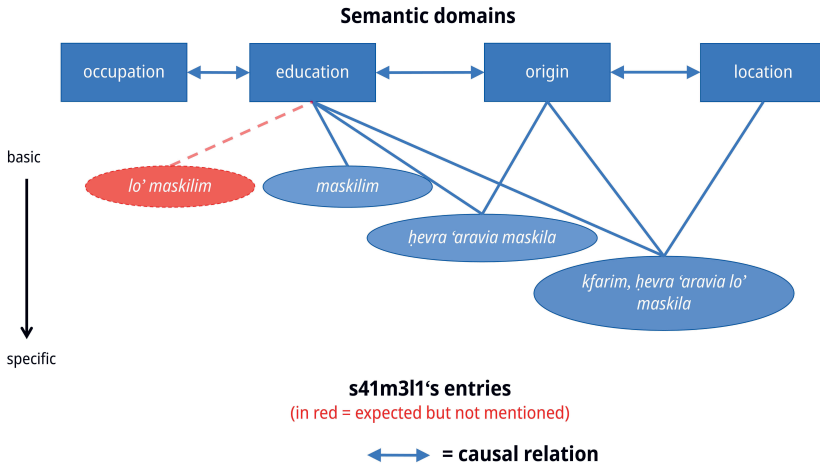 Semantic domains
occupation
education
origin
location
basic
lo’ maskilim
maskilim
ḥevra ‘aravia maskila
kfarim, ḥevra ‘aravia lo’
maskila
specific
s41m3l1‘s entries
(in red = expected but not mentioned)
= causal relation